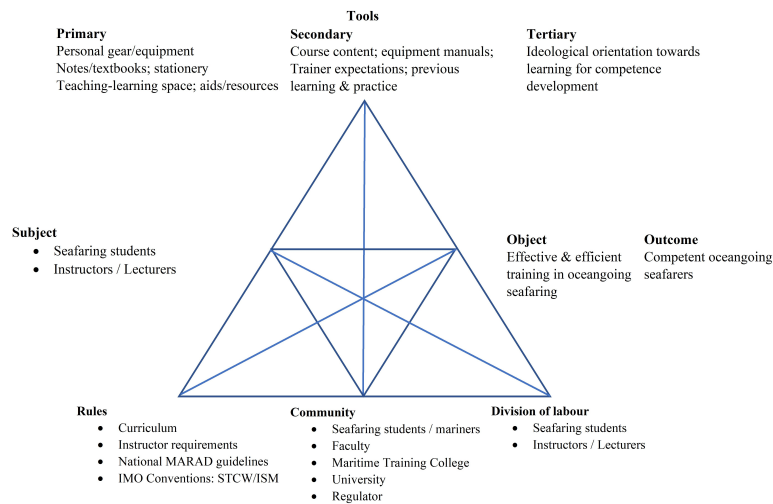 Tools
Primary
Personal gear/equipment
Notes/textbooks; stationery
Teaching-learning space; aids/resources
Secondary
Course content; equipment manuals;
Trainer expectations; previous
learning & practice
Tertiary
Ideological orientation towards
learning for competence
development
Subject
• Seafaring students
• Instructors / Lecturers
Object
Effective & efficient
training in oceangoing
seafaring
Outcome
Competent oceangoing
seafarers
Rules
• Curriculum
• Instructor requirements
• National MARAD guidelines
• IMO Conventions: STCW/ISM
Community
• Seafaring students / mariners
• Faculty
• Maritime Training College
• University
• Regulator
Division of labour
• Seafaring students
• Instructors / Lecturers